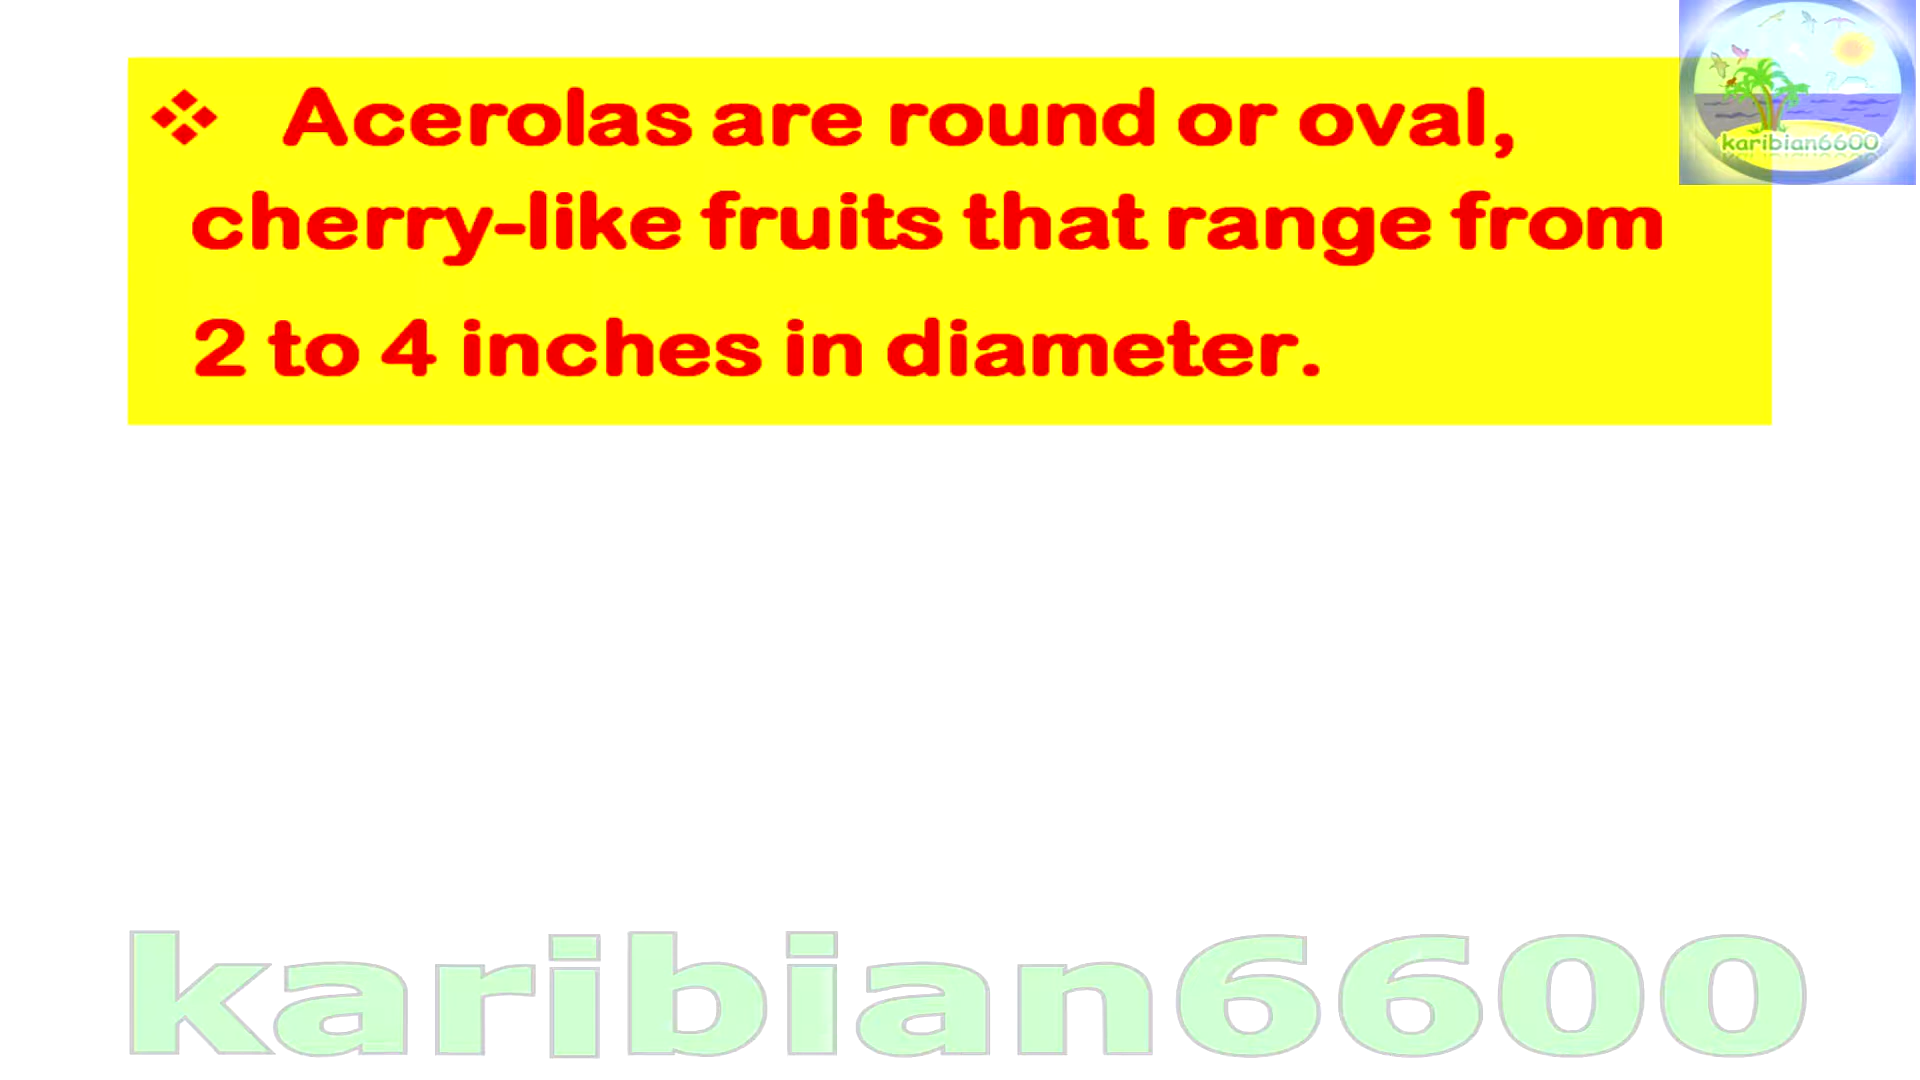 ❖ Acerolas are round or oval,
cherry-like fruits that range from
2 to 4 inches in diameter.
karibian6600
karibian6600